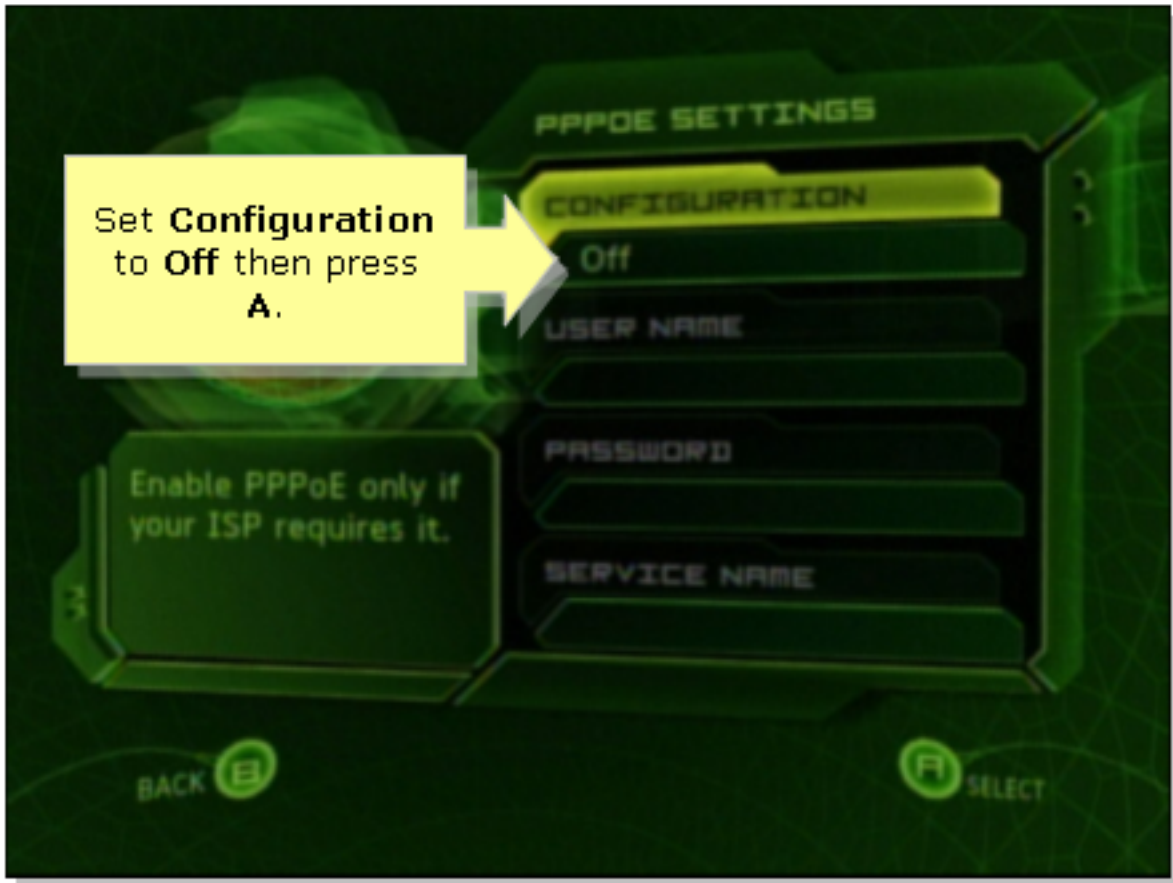 PPPOE SETTINGS
CONFIGURATION
Off
USER NAME
PASSWORD
SERVICE NAME
Set Configuration
to Off then press
A.
Enable PPPoE only if
your ISP requires it.
BACK B
A SELECT